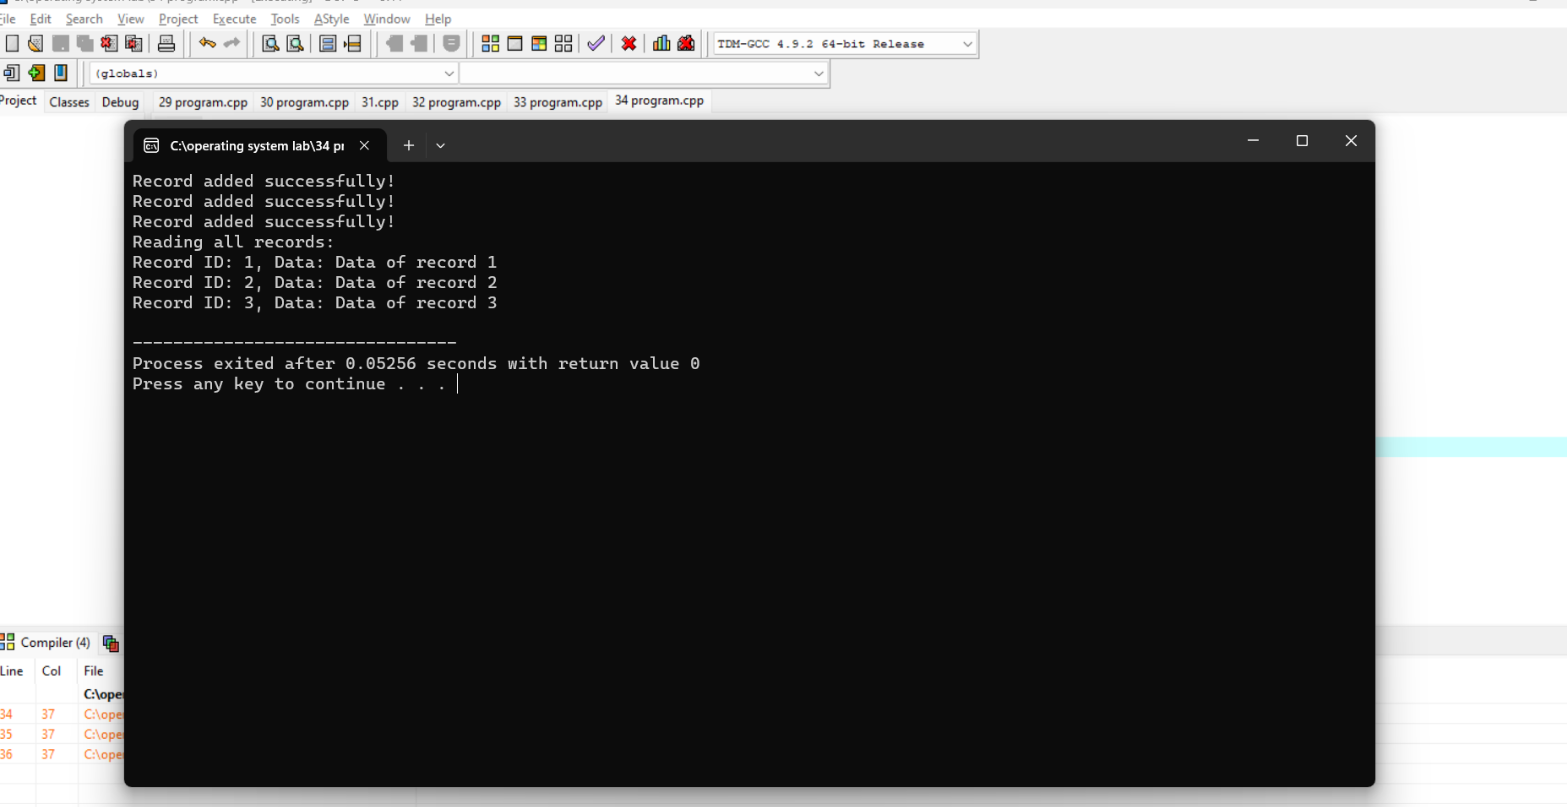 File Edit Search View Project Execute Tools AStyle Window Help
TDM-GCC 4.9.2 64-bit Release
(globals)
Project Classes Debug 29 program.cpp 30 program.cpp 31.cpp 32 program.cpp 33 program.cpp 34 program.cpp
C:\operating system lab\34 pr
Record added successfully!
Record added successfully!
Record added successfully!
Reading all records:
Record ID: 1, Data: Data of record 1
Record ID: 2, Data: Data of record 2
Record ID: 3, Data: Data of record 3
--------------------------------
Process exited after 0.05256 seconds with return value 0
Press any key to continue . . .
Compiler (4)
Line Col File
C:\oper
34 37 C:\oper
35 37 C:\oper
36 37 C:\oper